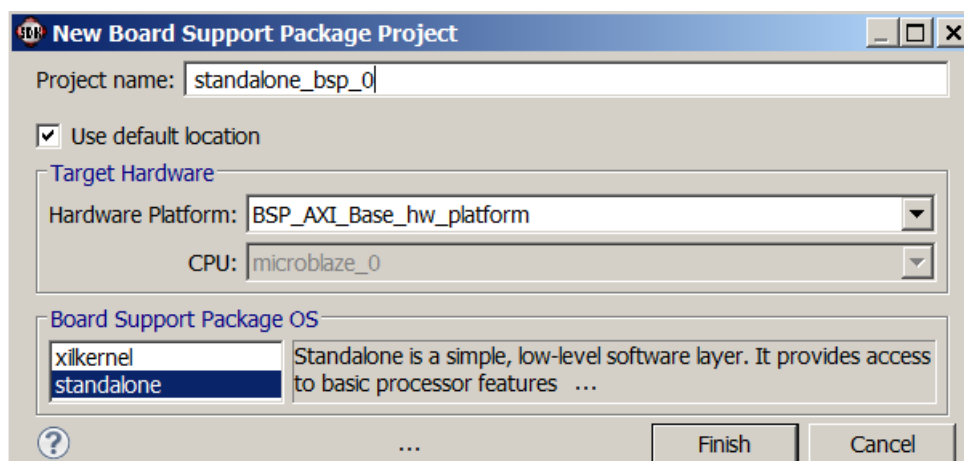 SDK New Board Support Package Project
Project name: standalone_bsp_0
Use default location
Target Hardware
Hardware Platform: BSP_AXI_Base_hw_platform
CPU: microblaze_0
Board Support Package OS
xilkernel
standalone
Standalone is a simple, low-level software layer. It provides access
to basic processor features ...
? ... Finish Cancel